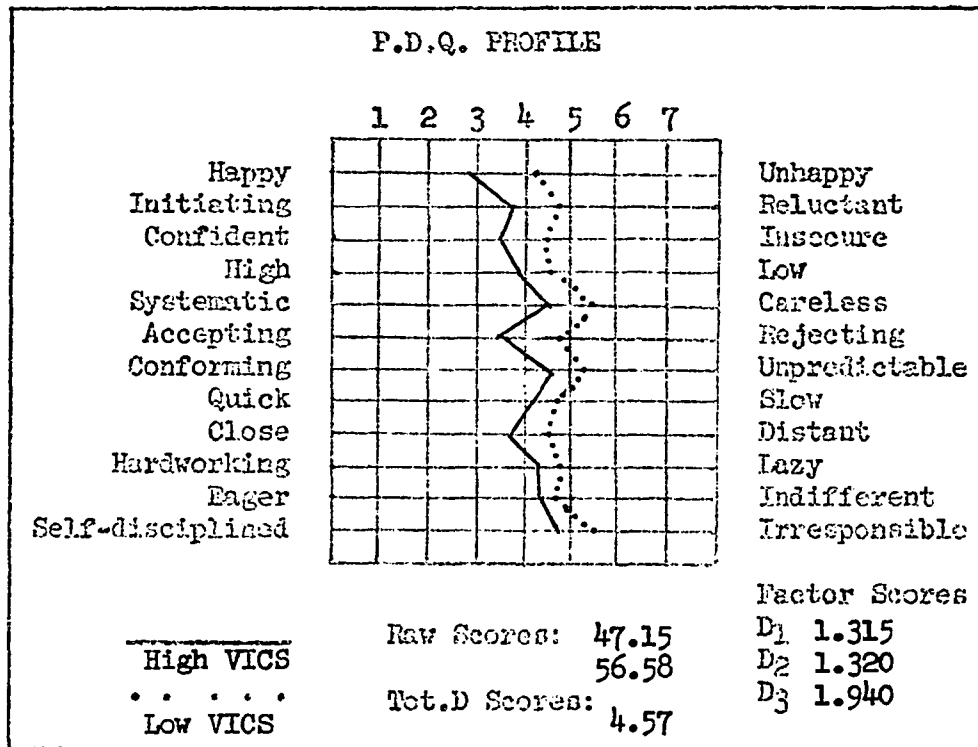 P.D.Q. PROFILE
1 2 3 4 5 6 7
Happy Unhappy
Initiating Reluctant
Confident Insecure
High Low
Systematic Careless
Accepting Rejecting
Conforming Unpredictable
Quick Slow
Close Distant
Hardworking Lazy
Eager Indifferent
Self-disciplined Irresponsible
Factor Scores
Raw Scores: 47.15 D1 1.315
High VICS 56.58 D2 1.320
Tot.D Scores: 4.57 D3 1.940
Low VICS